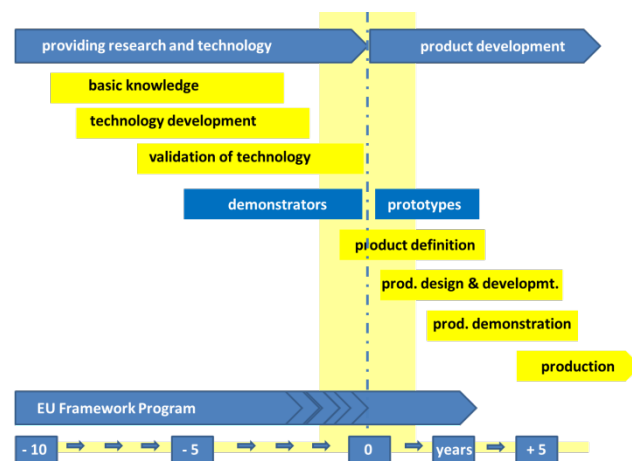 providing research and technology
product development
basic knowledge
technology development
validation of technology
demonstrators
prototypes
product definition
prod. design & developmt.
prod. demonstration
production
EU Framework Program
- 10
- 5
0
years
+ 5